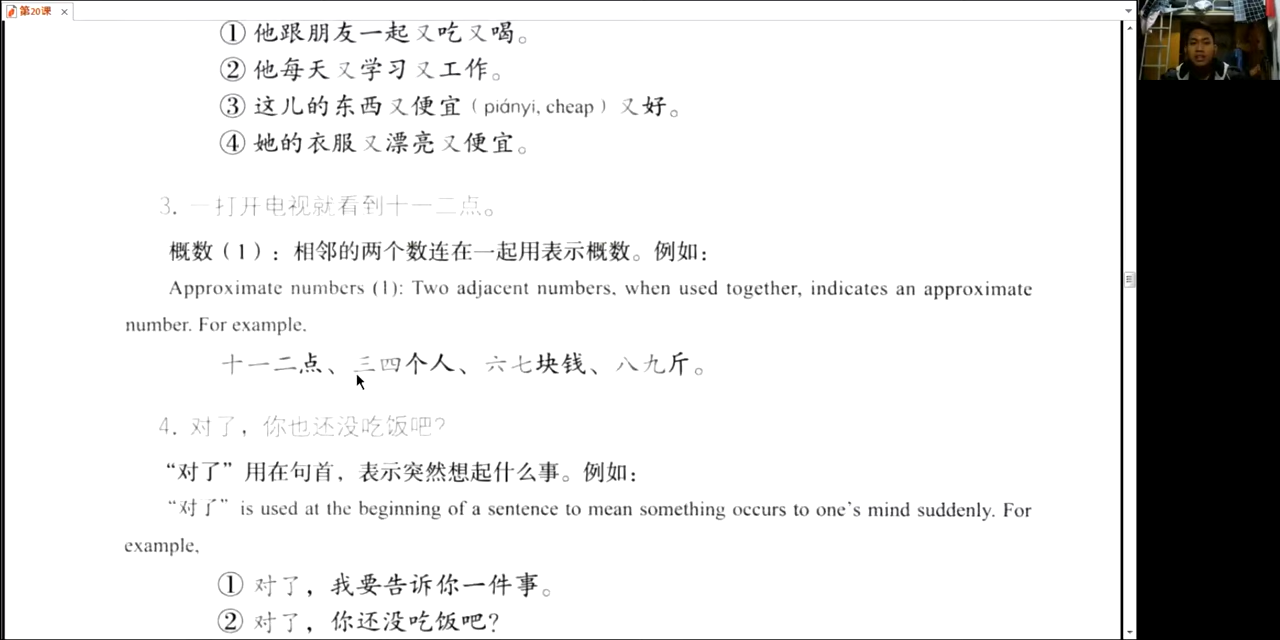 第20课
① 他跟朋友一起又吃又喝。
② 他每天又学习又工作。
③ 这儿的东西又便宜（piányi, cheap）又好。
④ 她的衣服又漂亮又便宜。
3. 一打开电视就看到十一二点。
概数（1）：相邻的两个数连在一起用表示概数。例如：
Approximate numbers (1): Two adjacent numbers, when used together, indicates an approximate
number. For example.
十一二点、三四个人、六七块钱、八九斤。
4. 对了，你也还没吃饭吧？
“对了”用在句首，表示突然想起什么事。例如：
“对了” is used at the beginning of a sentence to mean something occurs to one's mind suddenly. For
example,
① 对了，我要告诉你一件事。
② 对了，你还没吃饭吧？